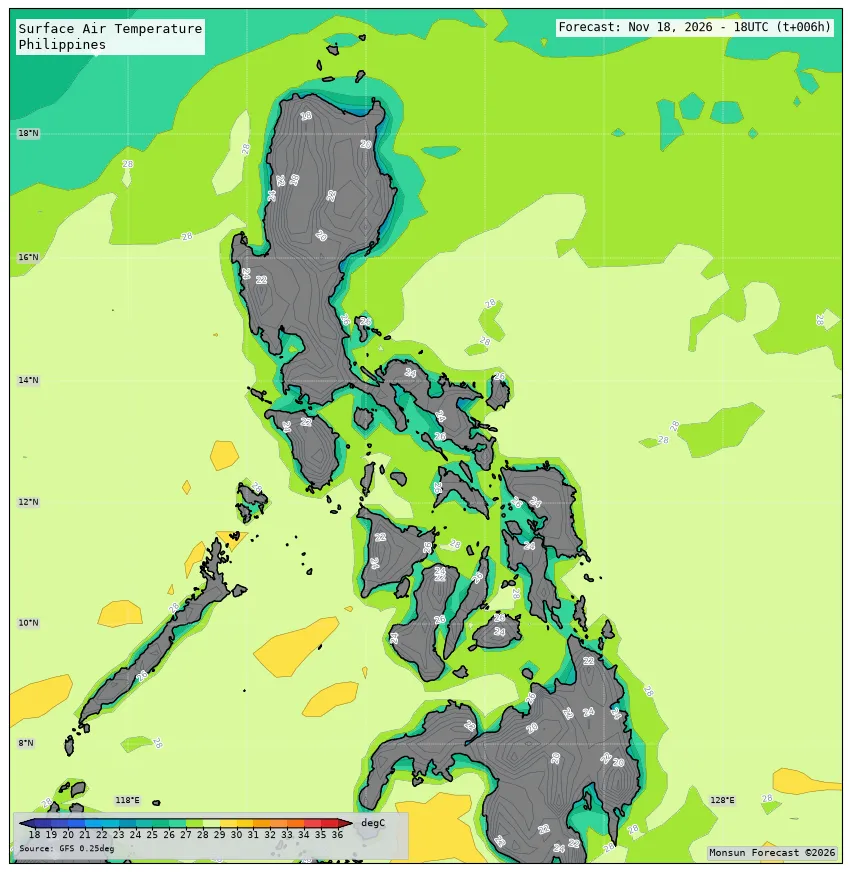 Surface Air Temperature
Philippines
Forecast: Nov 18, 2026 - 18UTC (t+006h)
18°N
16°N
14°N
12°N
10°N
8°N
118°E
128°E
degC
18 19 20 21 22 23 24 25 26 27 28 29 30 31 32 33 34 35 36
Source: GFS 0.25deg
Monsun Forecast ©2026